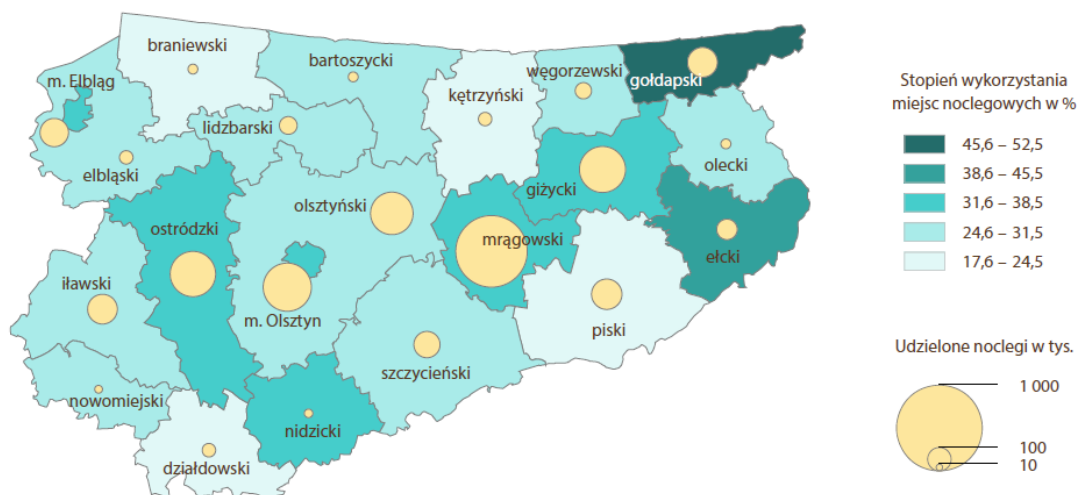 braniewski
bartoszycki
m. Elbląg
węgorzewski
gołdapski
kętrzyński
lidzbarski
elbląski
olecki
giżycki
olsztyński
ostródzki
mrągowski
ełcki
iławski
m. Olsztyn
piski
szczycieński
nowomiejski
nidzicki
działdowski
Stopień wykorzystania
miejsc noclegowych w %
45,6 – 52,5
38,6 – 45,5
31,6 – 38,5
24,6 – 31,5
17,6 – 24,5
Udzielone noclegi w tys.
1 000
100
10